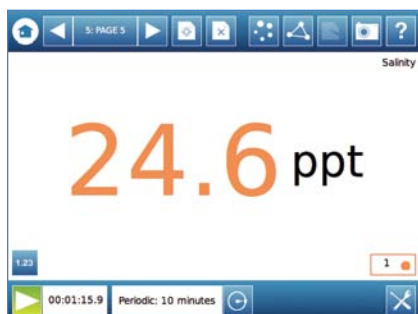 5: PAGE 5
?
Salinity
24.6 ppt
1.23
1
00:01:15.9
Periodic: 10 minutes